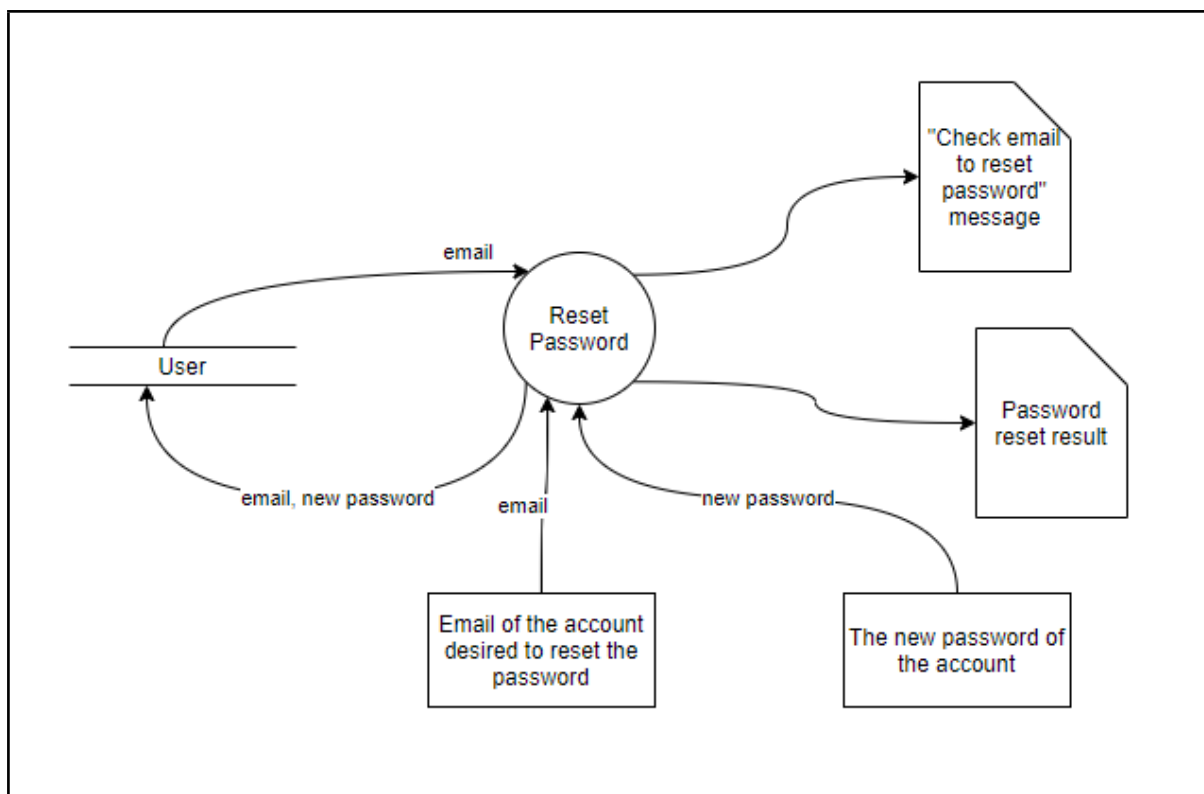 "Check email
to reset
password"
message
email
Reset
Password
User
Password
reset result
email, new password
email
new password
Email of the account
desired to reset the
password
The new password of
the account